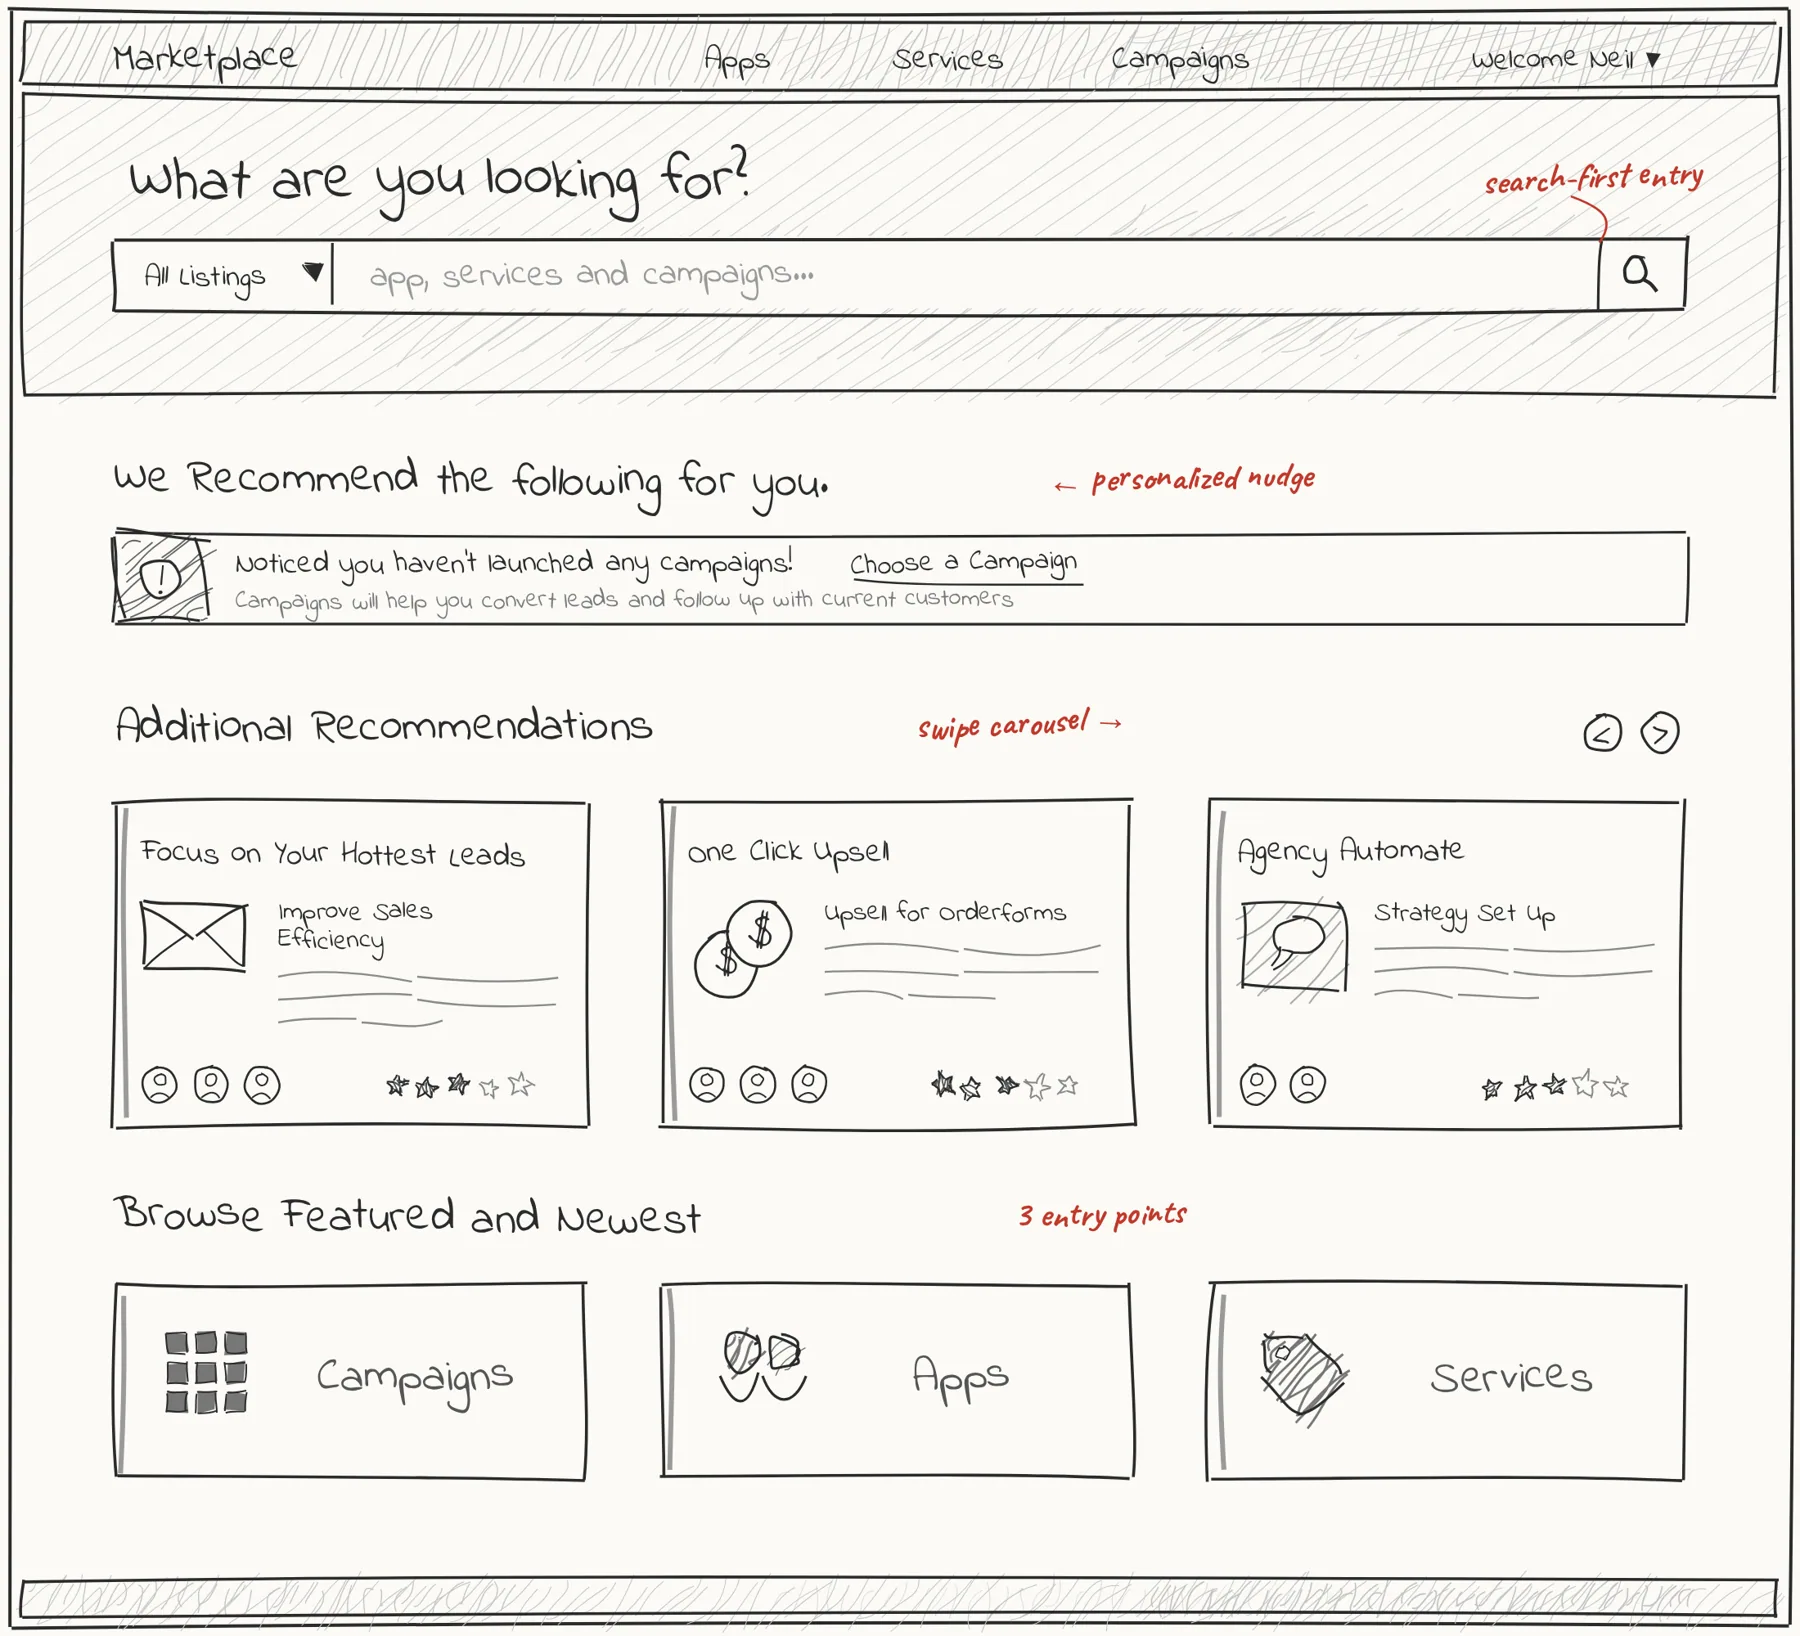 Marketplace Apps Services Campaigns Welcome Neil ▼
What are you looking for?
search-first entry
All Listings ▼ app, services and campaigns...
We Recommend the following for you.
← personalized nudge
Noticed you haven't launched any campaigns! Choose a Campaign
Campaigns will help you convert leads and follow up with current customers
Additional Recommendations
swipe carousel →
< >
Focus on Your Hottest Leads
Improve Sales
Efficiency
One Click Upsell
$ $
Upsell for Orderforms
Agency Automate
Strategy Set Up
Browse Featured and Newest
3 entry points
Campaigns
Apps
Services